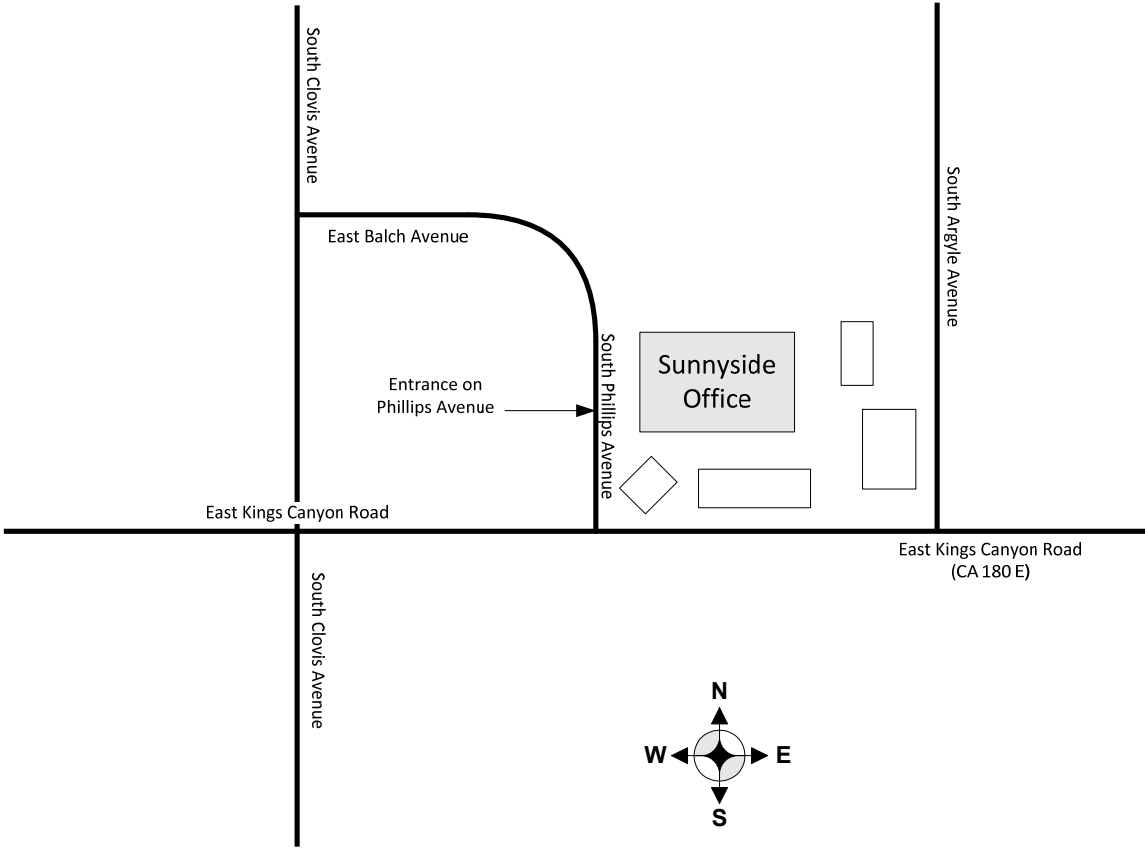 South Clovis Avenue
East Balch Avenue
South Argyle Avenue
Sunnyside
Office
South Phillips Avenue
Entrance on
Phillips Avenue
East Kings Canyon Road
East Kings Canyon Road
(CA 180 E)
South Clovis Avenue
N
W
E
S